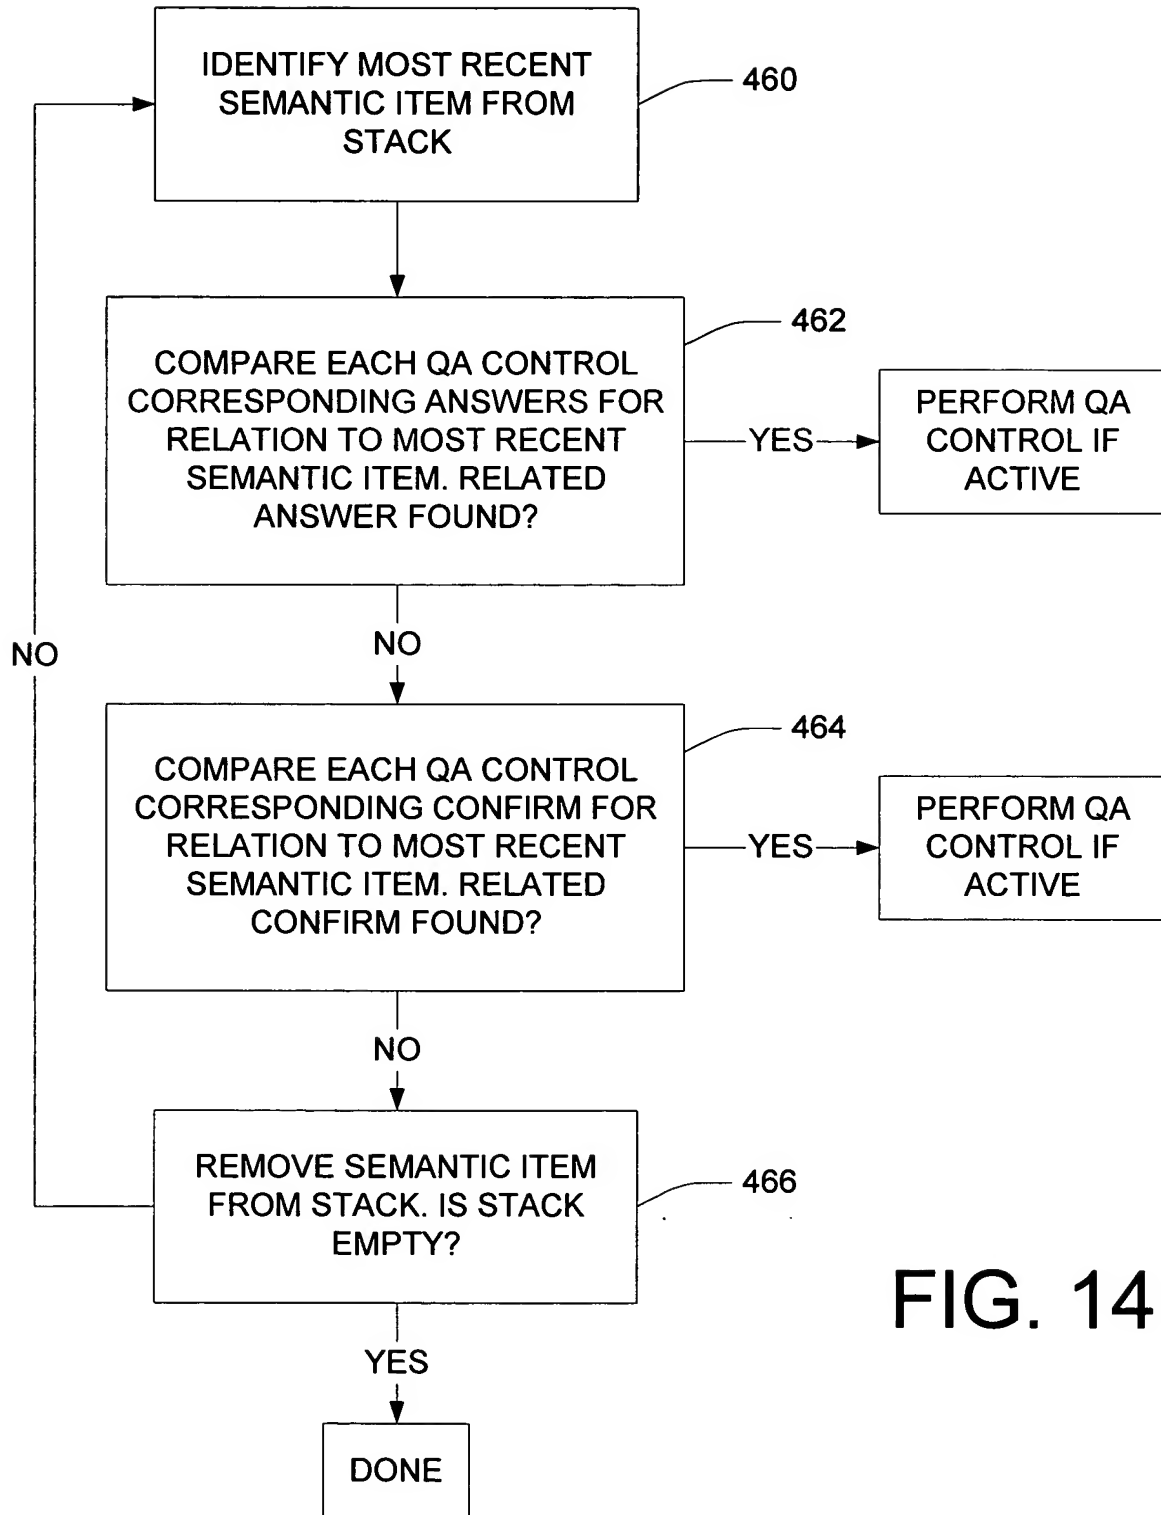 IDENTIFY MOST RECENT
SEMANTIC ITEM FROM
STACK
460
COMPARE EACH QA CONTROL
CORRESPONDING ANSWERS FOR
RELATION TO MOST RECENT
SEMANTIC ITEM. RELATED
ANSWER FOUND?
462
YES
PERFORM QA
CONTROL IF
ACTIVE
NO
NO
COMPARE EACH QA CONTROL
CORRESPONDING CONFIRM FOR
RELATION TO MOST RECENT
SEMANTIC ITEM. RELATED
CONFIRM FOUND?
464
YES
PERFORM QA
CONTROL IF
ACTIVE
NO
REMOVE SEMANTIC ITEM
FROM STACK. IS STACK
EMPTY?
466
YES
DONE
FIG. 14